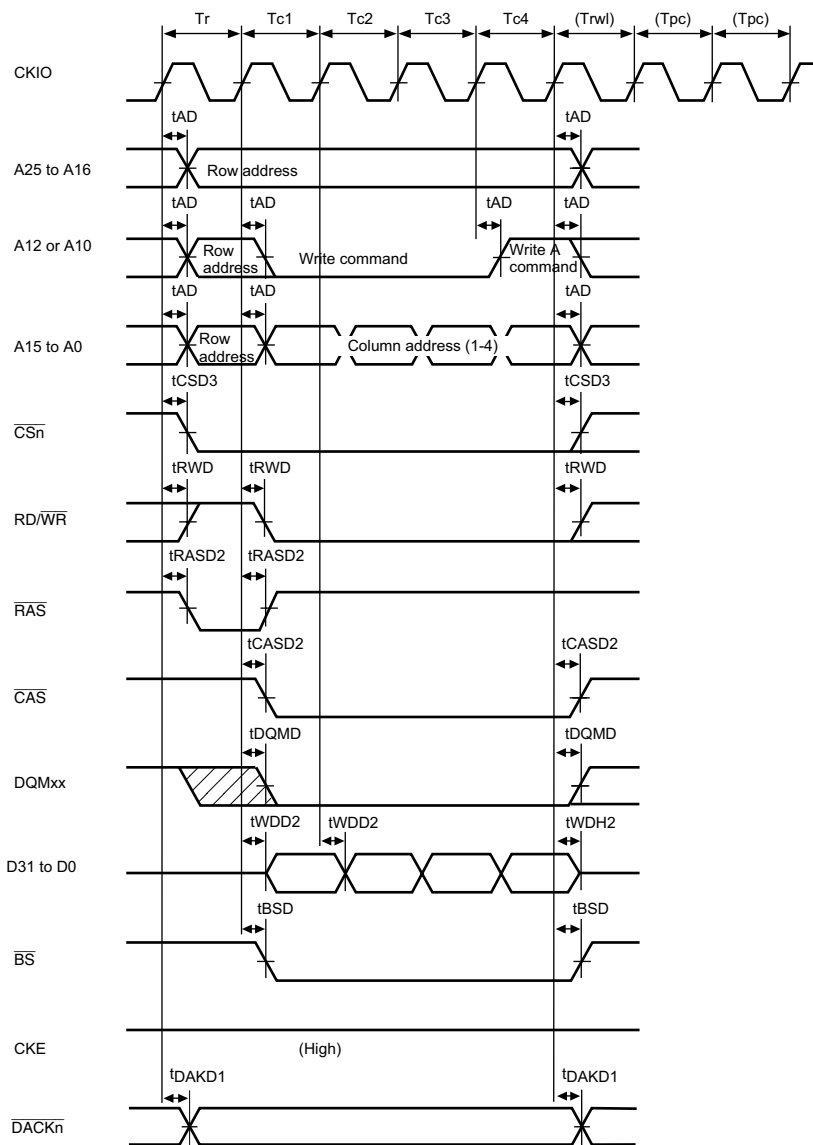 Tr Tc1 Tc2 Tc3 Tc4 (Trwl) (Tpc) (Tpc)
CKIO
tAD tAD
A25 to A16 Row address
tAD tAD tAD tAD
A12 or A10 Row address Write command Write A command
tAD tAD tAD
A15 to A0 Row address Column address (1-4)
tCSD3 tCSD3
CSn
tRWD tRWD tRWD
RD/WR
tRASD2 tRASD2
RAS
tCASD2 tCASD2
CAS
tDQMD tDQMD
DQMxx
tWDD2 tWDD2 tWDH2
D31 to D0
tBSD tBSD
BS
CKE (High)
tDAKD1 tDAKD1
DACKn